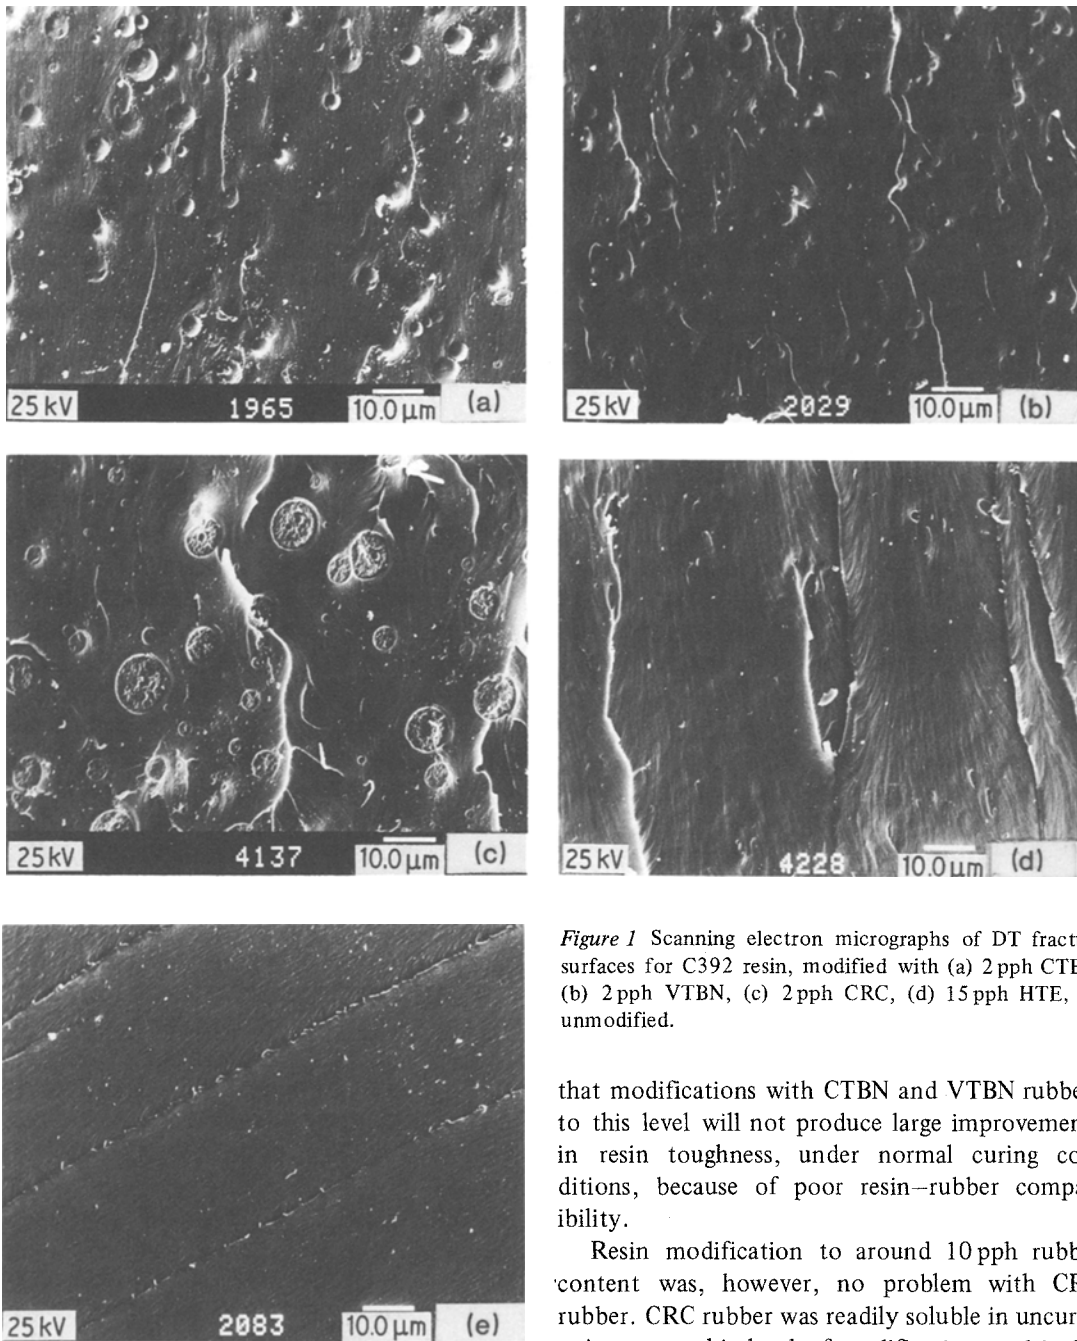 25 kV 1965 10.0 μm (a)
25 kV 2029 10.0 μm (b)
25 kV 4137 10.0 μm (c)
25 kV 4228 10.0 μm (d)
25 kV 2083 10.0 μm (e)
Figure 1 Scanning electron micrographs of DT fract
surfaces for C392 resin, modified with (a) 2 pph CTE
(b) 2 pph VTBN, (c) 2 pph CRC, (d) 15 pph HTE,
unmodified.
that modifications with CTBN and VTBN rubbe
to this level will not produce large improvemen
in resin toughness, under normal curing co
ditions, because of poor resin–rubber compa
ibility.
Resin modification to around 10 pph rubb
content was, however, no problem with CR
rubber. CRC rubber was readily soluble in uncur